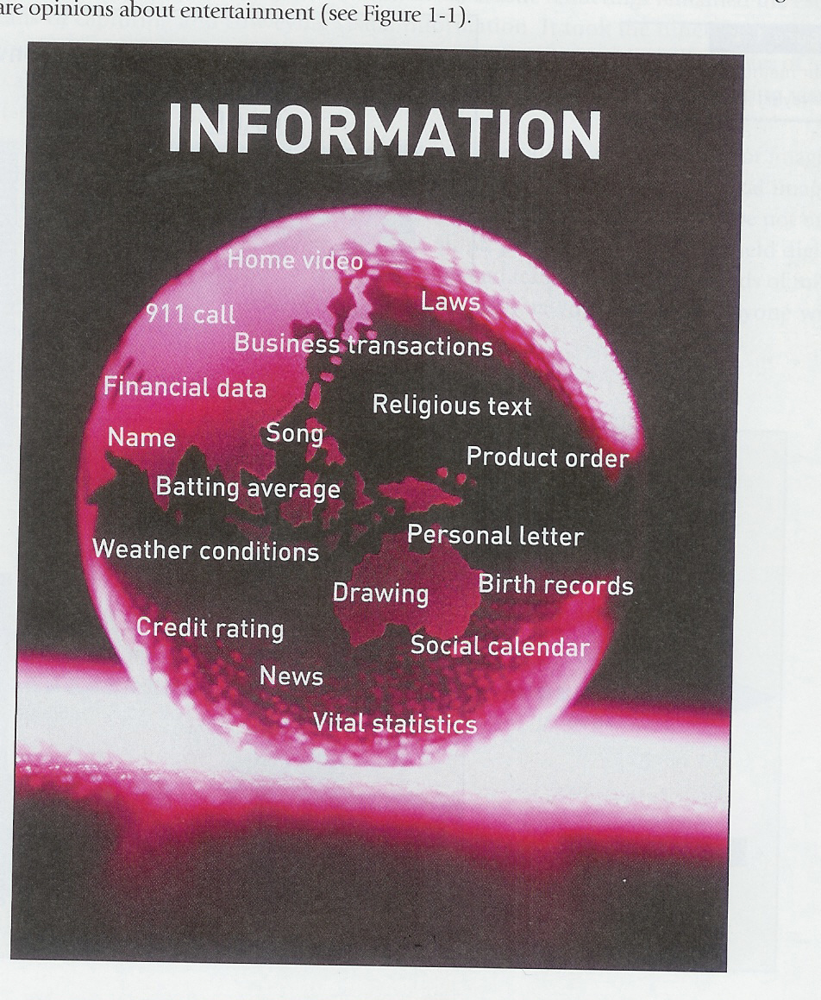 are opinions about entertainment (see Figure 1-1).
INFORMATION
Home video
Laws
911 call
Business transactions
Financial data
Religious text
Name
Song
Product order
Batting average
Personal letter
Weather conditions
Birth records
Drawing
Credit rating
Social calendar
News
Vital statistics